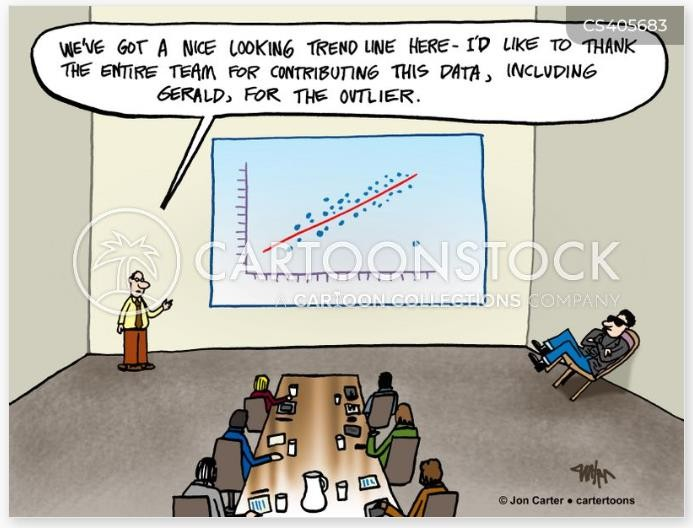 CS405683
WE'VE GOT A NICE LOOKING TREND LINE HERE - I'D LIKE TO THANK
THE ENTIRE TEAM FOR CONTRIBUTING THIS DATA, INCLUDING
GERALD, FOR THE OUTLIER.
CARTOONSTOCK
A CARTOON COLLECTIONS COMPANY
© Jon Carter ● cartertoons